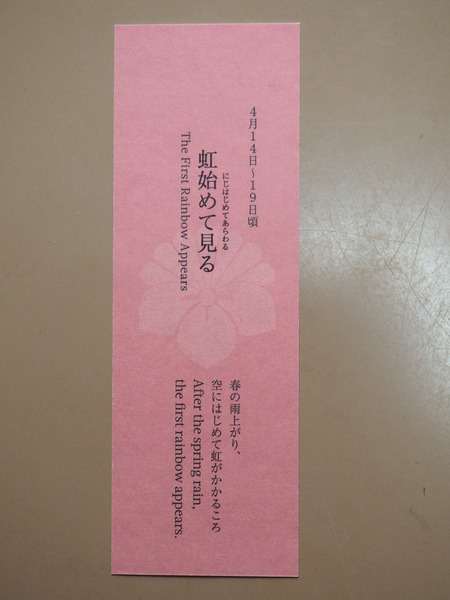 4月14日~19日頃
にじはじめてあらわる
虹始めて見る
The First Rainbow Appears
春の雨上がり、
空にはじめて虹がかかるころ
After the spring rain,
the first rainbow appears.